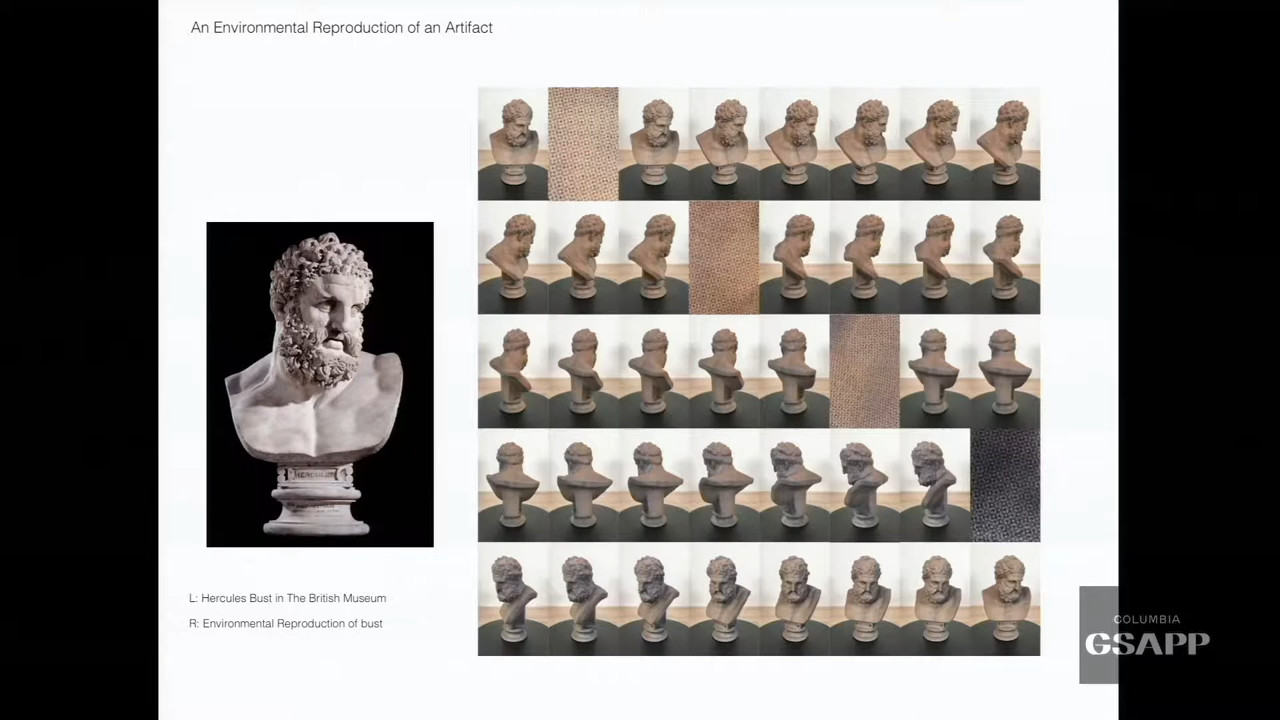 An Environmental Reproduction of an Artifact
L: Hercules Bust in The British Museum
R: Environmental Reproduction of bust
COLUMBIA
GSAPP